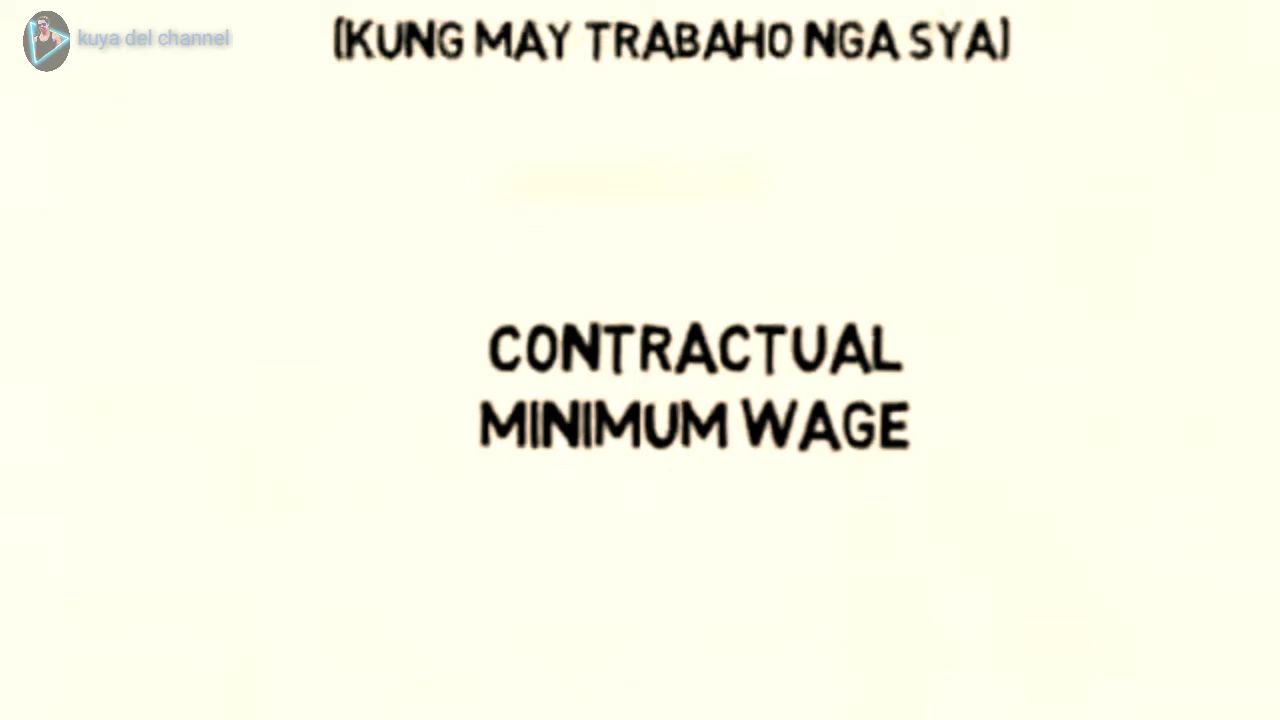 kuya del channel
(KUNG MAY TRABAHO NGA SYA)
CONTRACTUAL
MINIMUM WAGE